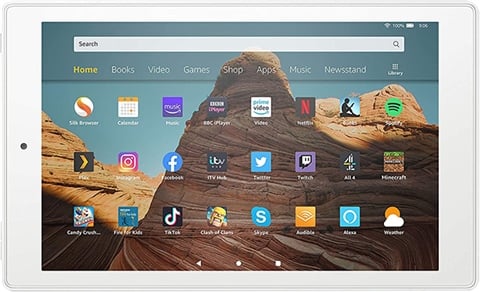 100% 9:06
Search
Home Books Video Games Shop Apps Music Newsstand Library
Silk Browser Calendar Music BBC iPlayer Video Netflix Kindle Spotify
Plex Instagram Facebook ITV Hub Twitter Twitch All 4 Minecraft
Candy Crush... Fire for Kids TikTok Clash of Clans Skype Audible Alexa Weather